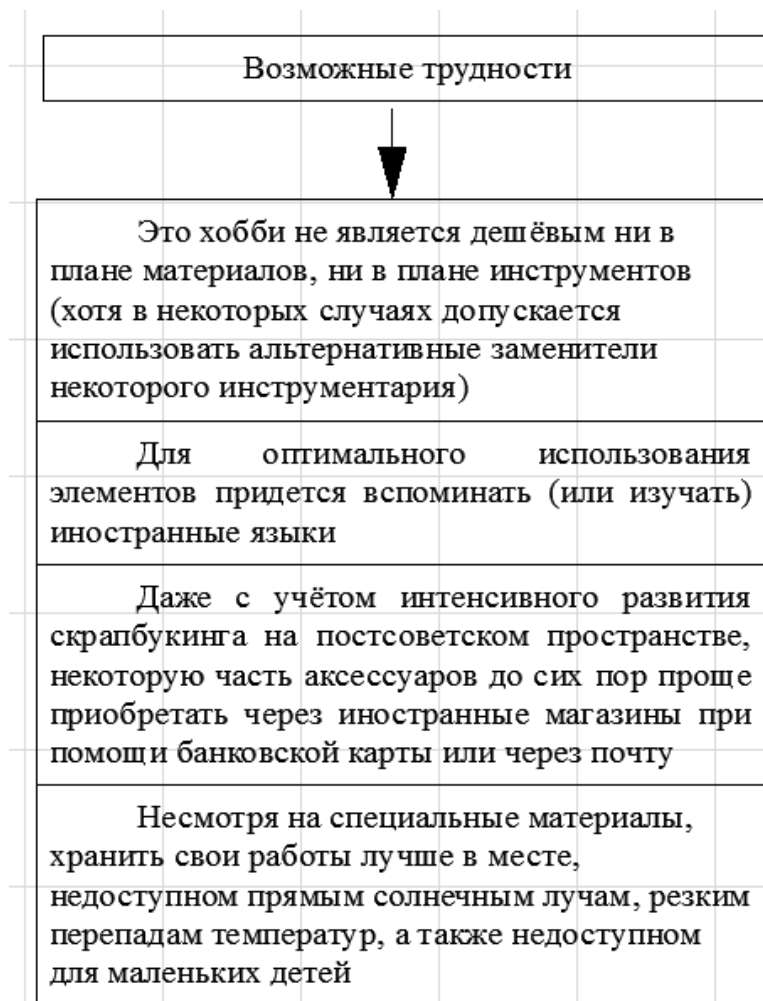 Возможные трудности
Это хобби не является дешёвым ни в
плане материалов, ни в плане инструментов
(хотя в некоторых случаях допускается
использовать альтернативные заменители
некоторого инструментария)
Для оптимального использования
элементов придется вспоминать (или изучать)
иностранные языки
Даже с учётом интенсивного развития
скрапбукинга на постсоветском пространстве,
некоторую часть аксессуаров до сих пор проще
приобретать через иностранные магазины при
помощи банковской карты или через почту
Несмотря на специальные материалы,
хранить свои работы лучше в месте,
недоступном прямым солнечным лучам, резким
перепадам температур, а также недоступном
для маленьких детей